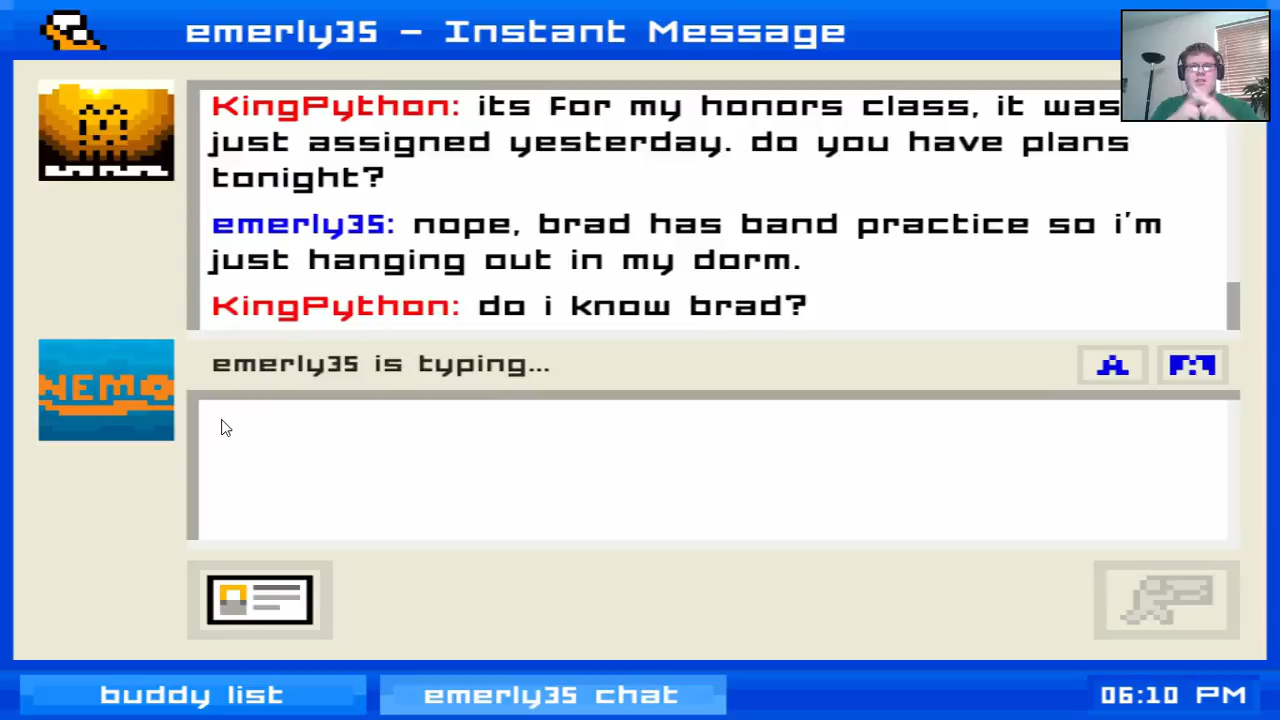 emerly35 - Instant Message
KingPython: its for my honors class, it was
just assigned yesterday. do you have plans
tonight?
emerly35: nope, brad has band practice so i'm
just hanging out in my dorm.
KingPython: do i know brad?
emerly35 is typing...
NEMO
buddy list
emerly35 chat
06:10 PM